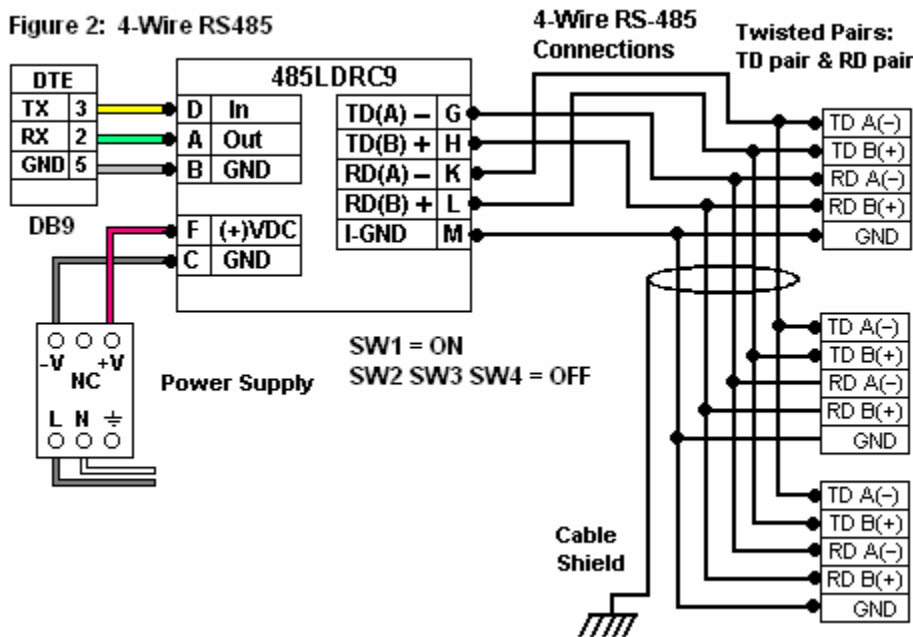 Figure 2: 4-Wire RS485
4-Wire RS-485
Connections
Twisted Pairs:
TD pair & RD pair
DTE
TX 3
RX 2
GND 5
DB9
485LDRC9
D In
A Out
B GND
F (+)VDC
C GND
TD(A) – G
TD(B) + H
RD(A) – K
RD(B) + L
I-GND M
TD A(–)
TD B(+)
RD A(–)
RD B(+)
GND
SW1 = ON
SW2 SW3 SW4 = OFF
-V +V
NC
L N
Power Supply
TD A(–)
TD B(+)
RD A(–)
RD B(+)
GND
TD A(–)
TD B(+)
RD A(–)
RD B(+)
GND
Cable
Shield